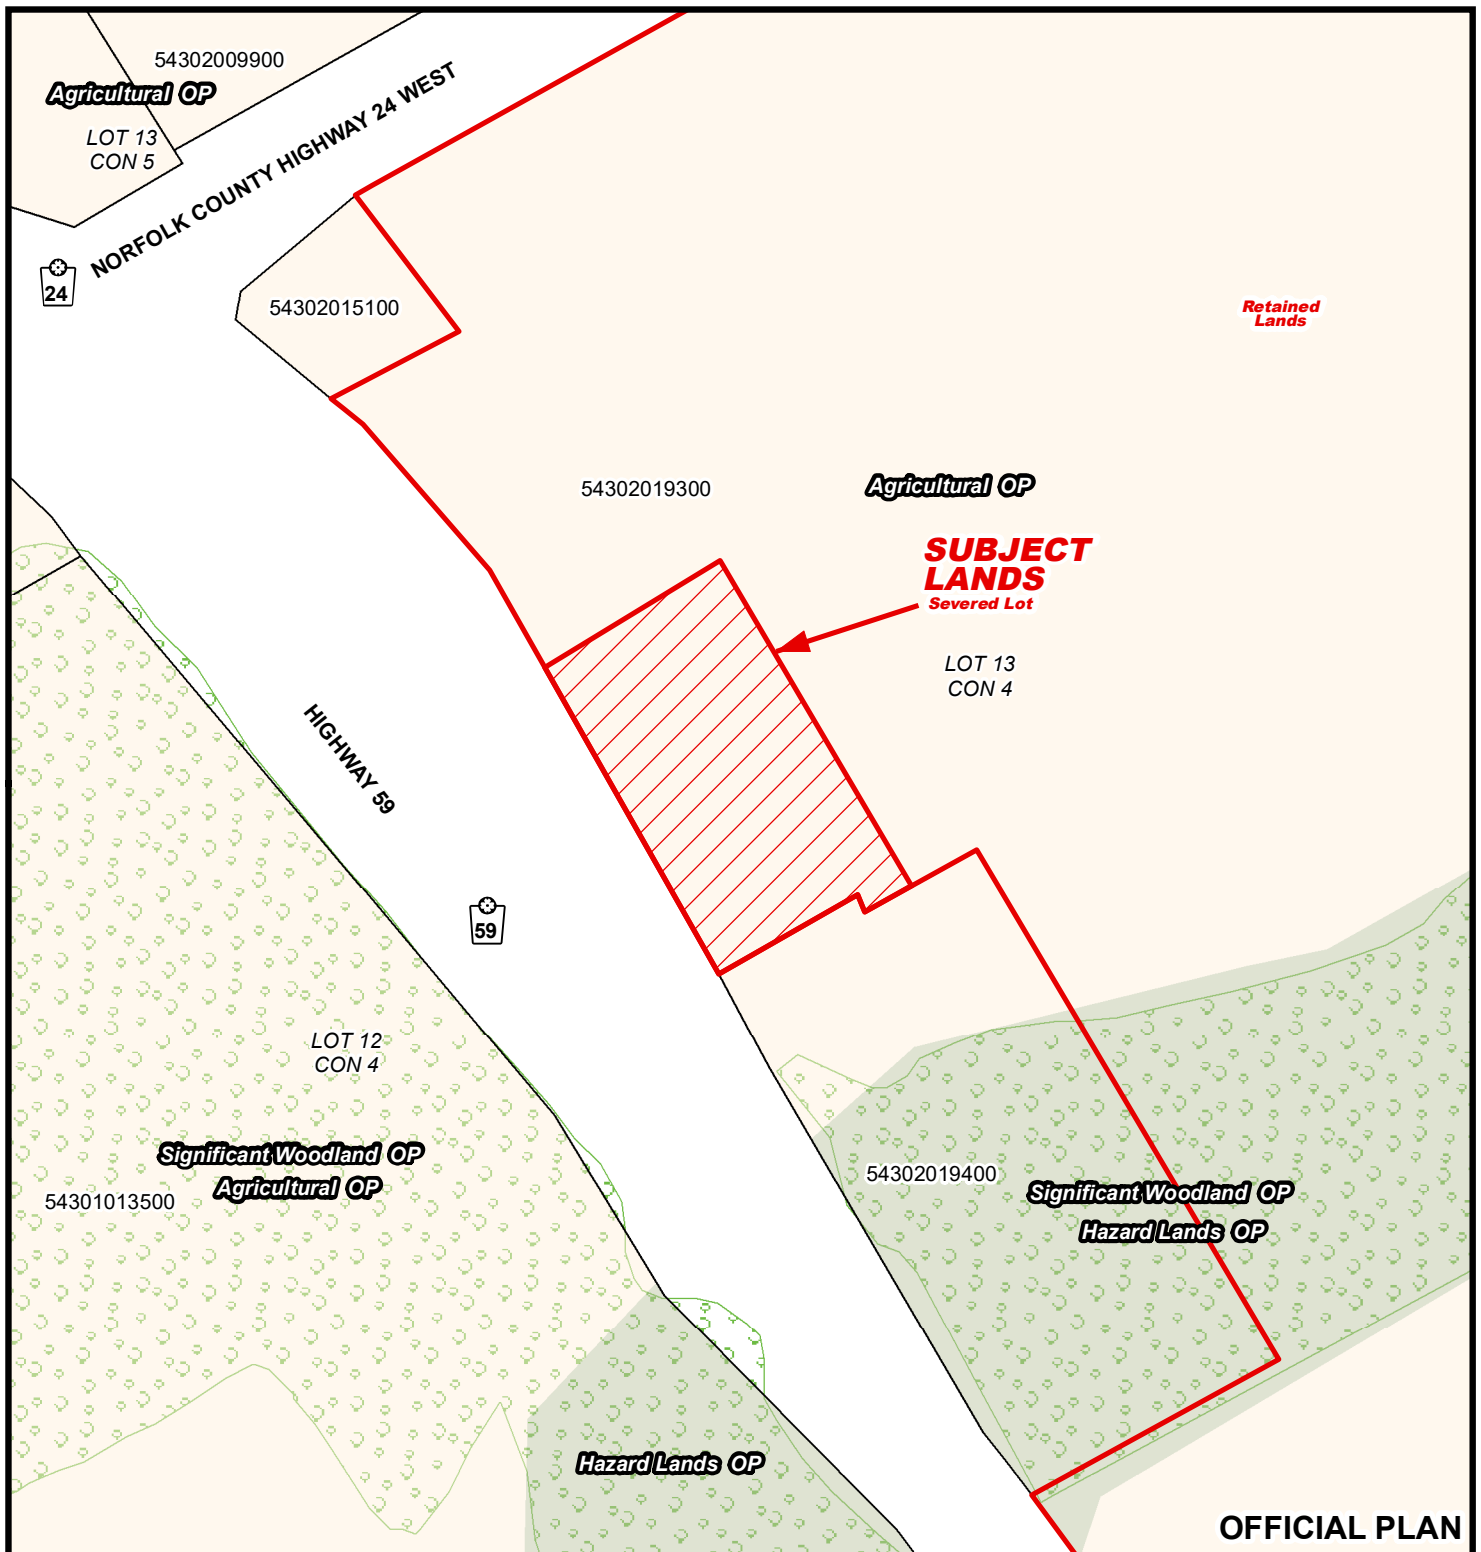 54302009900
Agricultural OP
LOT 13
CON 5
NORFOLK COUNTY HIGHWAY 24 WEST
24
54302015100
Retained
Lands
54302019300
Agricultural OP
SUBJECT
LANDS
Severed Lot
LOT 13
CON 4
HIGHWAY 59
59
LOT 12
CON 4
Significant Woodland OP
Agricultural OP
54301013500
54302019400
Significant Woodland OP
Hazard Lands OP
Hazard Lands OP
OFFICIAL PLAN